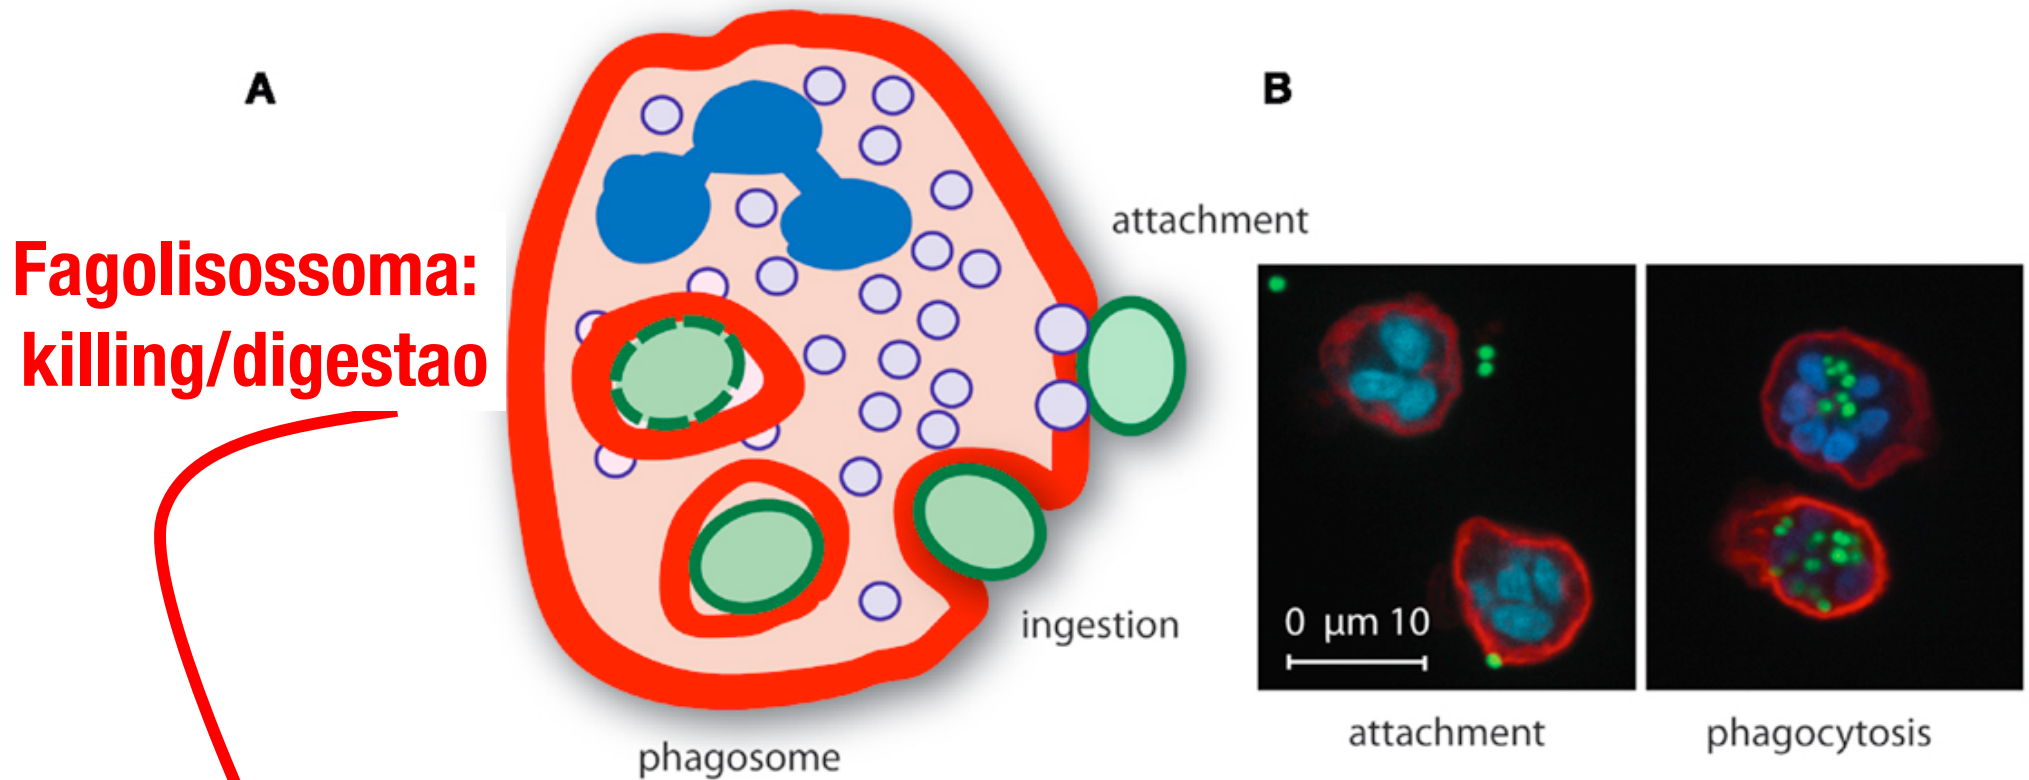 A
B
attachment
Fagolisossoma:
killing/digestao
0 µm 10
ingestion
attachment
phagocytosis
phagosome